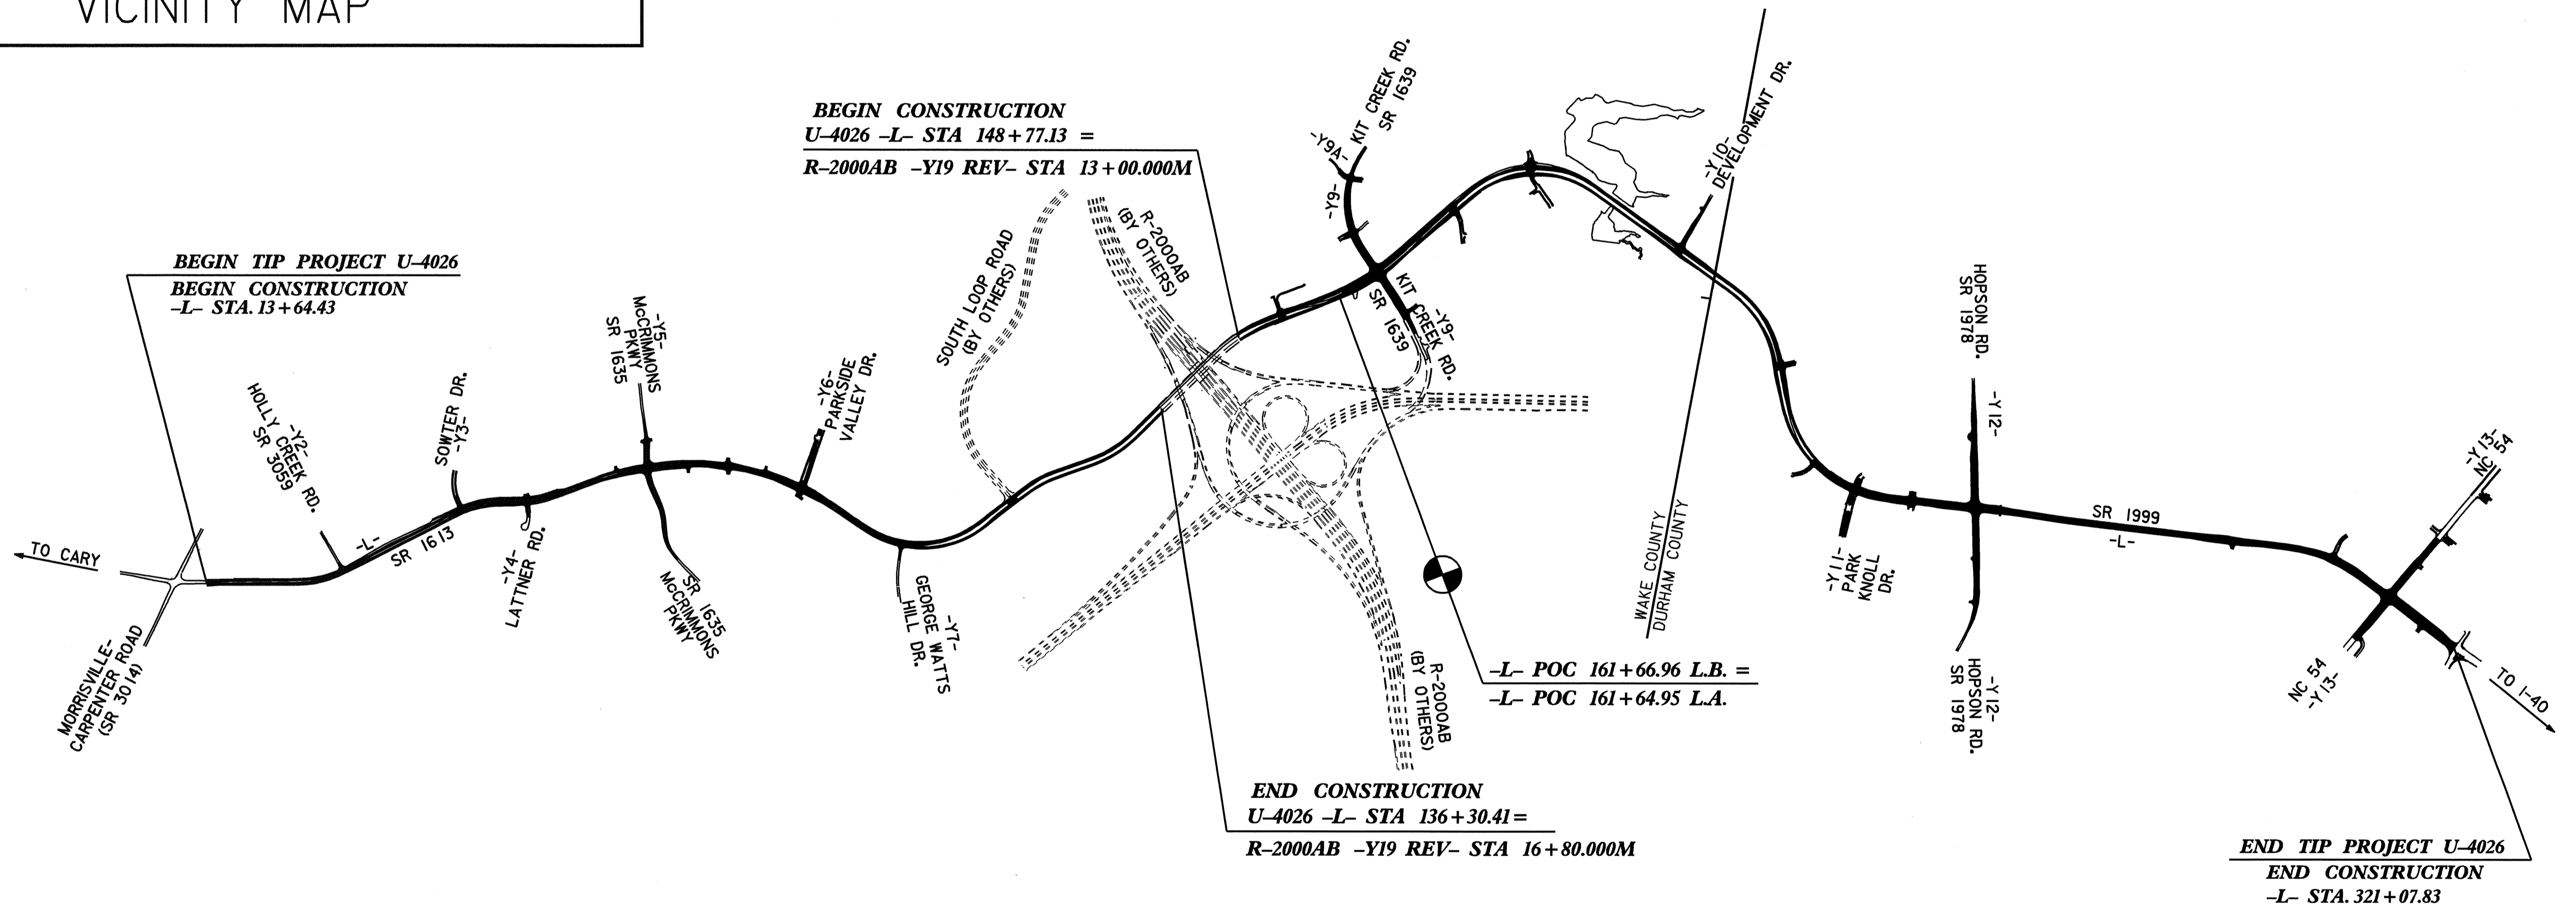 VICINITY MAP
BEGIN CONSTRUCTION
U-4026 -L- STA 148+77.13 =
R-2000AB -Y19 REV- STA 13+00.000M
BEGIN TIP PROJECT U-4026
BEGIN CONSTRUCTION
-L- STA. 13+64.43
TO CARY
MORRISVILLE-
CARPENTER ROAD
(SR 3014)
-Y2-
HOLLY CREEK RD.
SR 3059
-L-
SR 1613
SOWTER DR.
-Y3-
-Y4-
LATTNER RD.
-Y5-
McCRIMMONS
PKWY
SR 1635
SR 1635
McCRIMMONS
PKWY
-Y6-
PARKSIDE
VALLEY DR.
-Y7-
GEORGE WATTS
HILL DR.
SOUTH LOOP ROAD
(BY OTHERS)
R-2000AB
(BY OTHERS)
KIT CREEK RD.
SR 1639
-Y9A-
-Y9-
-Y9-
KIT CREEK RD.
SR 1639
R-2000AB
(BY OTHERS)
-L- POC 161+66.96 L.B. =
-L- POC 161+64.95 L.A.
END CONSTRUCTION
U-4026 -L- STA 136+30.41=
R-2000AB -Y19 REV- STA 16+80.000M
-Y10-
DEVELOPMENT DR.
WAKE COUNTY
DURHAM COUNTY
-Y11-
PARK
KNOLL
DR.
HOPSON RD.
SR 1978
-Y12-
-Y12-
HOPSON RD.
SR 1978
SR 1999
-L-
-Y13-
NC 54
NC 54
-Y13-
TO I-40
END TIP PROJECT U-4026
END CONSTRUCTION
-L- STA. 321+07.83